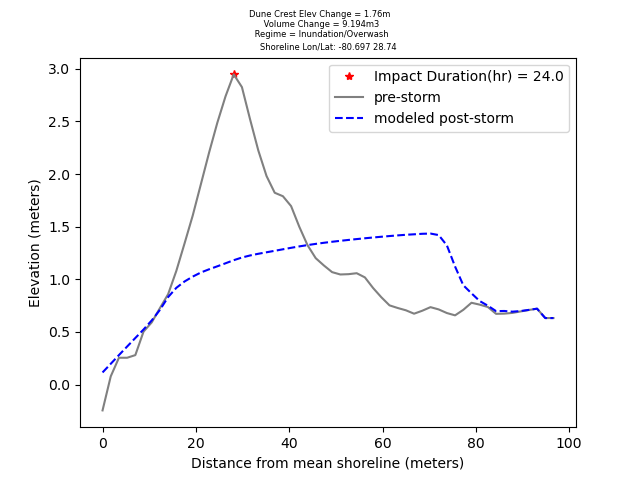 Dune Crest Elev Change = 1.76m
Volume Change = 9.194m3
Regime = Inundation/Overwash
Shoreline Lon/Lat: -80.697 28.74
Impact Duration(hr) = 24.0
pre-storm
modeled post-storm
3.0
2.5
2.0
1.5
1.0
0.5
0.0
Elevation (meters)
0 20 40 60 80 100
Distance from mean shoreline (meters)